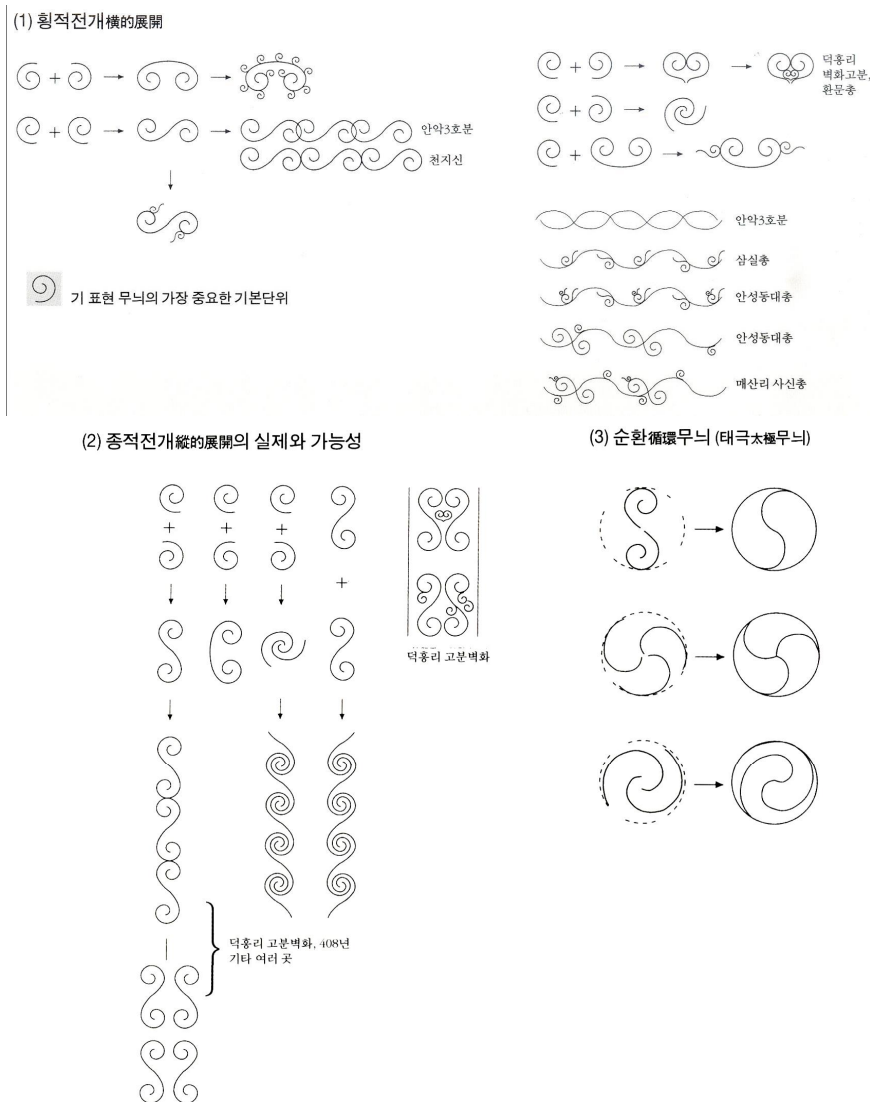 (1) 횡적전개橫的展開
안악3호분
천지신
기 표현 무늬의 가장 중요한 기본단위
덕흥리
벽화고분,
환문총
안악3호분
삼실총
안성동대총
안성동대총
매산리 사신총
(2) 종적전개縱的展開의 실제와 가능성
덕흥리 고분벽화
덕흥리 고분벽화, 408년
기타 여러 곳
(3) 순환循環무늬 (태극太極무늬)